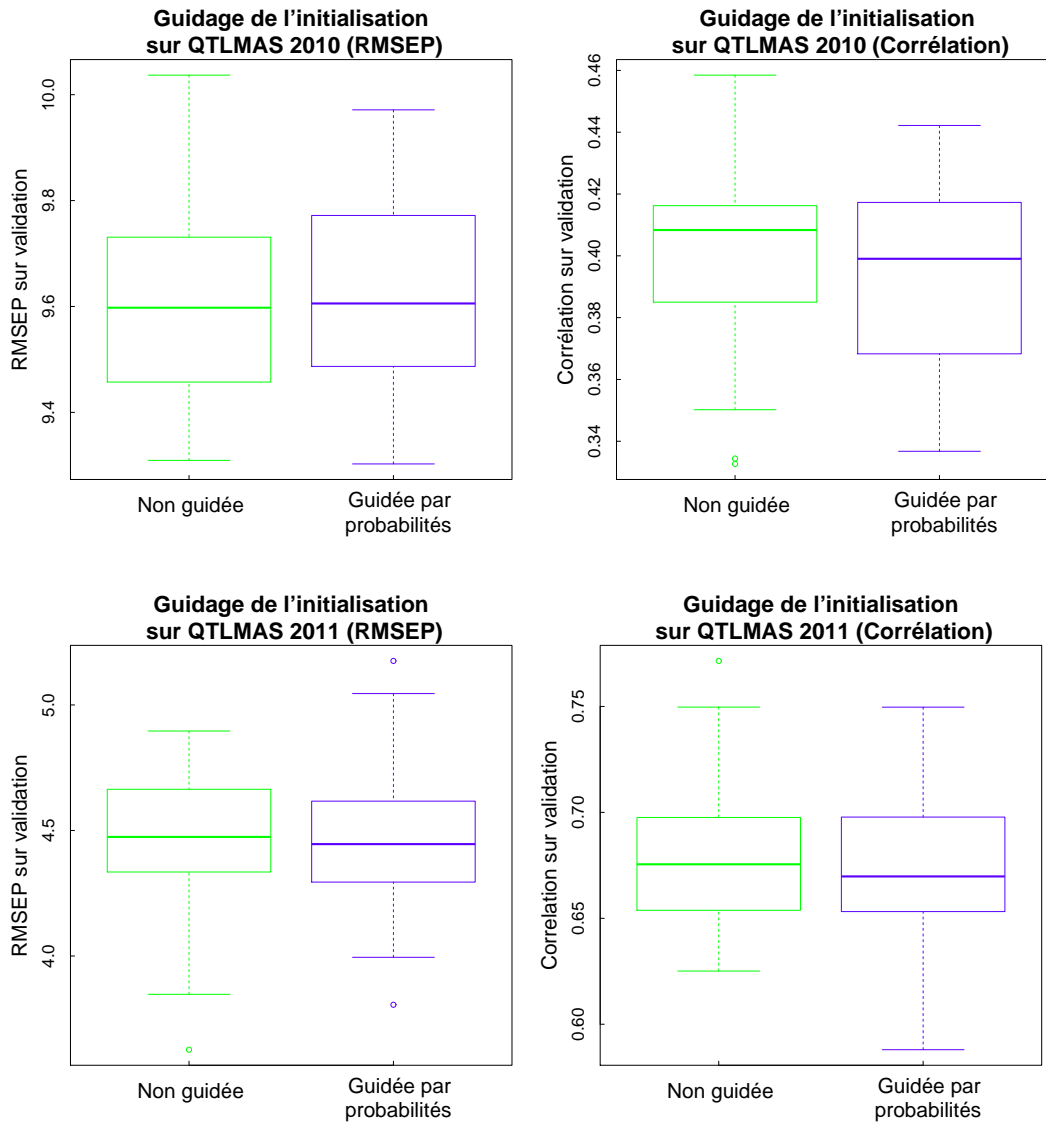 Guidage de l'initialisation
sur QTLMAS 2010 (RMSEP)
RMSEP sur validation
10.0
9.8
9.6
9.4
Non guidée
Guidée par
probabilités
Guidage de l'initialisation
sur QTLMAS 2010 (Corrélation)
Corrélation sur validation
0.46
0.44
0.42
0.40
0.38
0.36
0.34
Non guidée
Guidée par
probabilités
Guidage de l'initialisation
sur QTLMAS 2011 (RMSEP)
RMSEP sur validation
5.0
4.5
4.0
Non guidée
Guidée par
probabilités
Guidage de l'initialisation
sur QTLMAS 2011 (Corrélation)
Correlation sur validation
0.75
0.70
0.65
0.60
Non guidée
Guidée par
probabilités